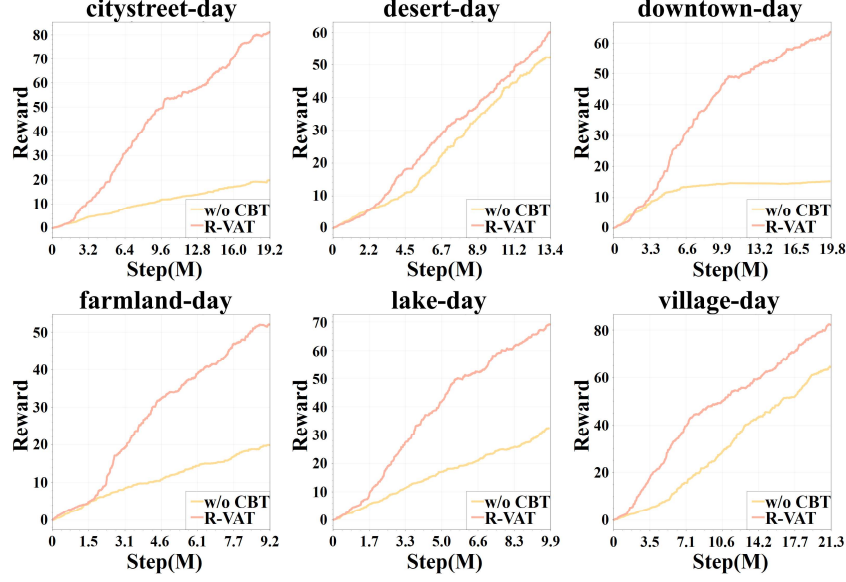 citystreet-day
Reward
80
70
60
50
40
30
20
10
0
w/o CBT
R-VAT
0 3.2 6.4 9.6 12.8 16.0 19.2
Step(M)
desert-day
Reward
60
50
40
30
20
10
0
w/o CBT
R-VAT
0 2.2 4.5 6.7 8.9 11.2 13.4
Step(M)
downtown-day
Reward
60
50
40
30
20
10
0
w/o CBT
R-VAT
0 3.3 6.6 9.9 13.2 16.5 19.8
Step(M)
farmland-day
Reward
50
40
30
20
10
0
w/o CBT
R-VAT
0 1.5 3.1 4.6 6.1 7.7 9.2
Step(M)
lake-day
Reward
70
60
50
40
30
20
10
0
w/o CBT
R-VAT
0 1.7 3.3 5.0 6.6 8.3 9.9
Step(M)
village-day
Reward
80
60
40
20
0
w/o CBT
R-VAT
0 3.5 7.1 10.6 14.2 17.7 21.3
Step(M)